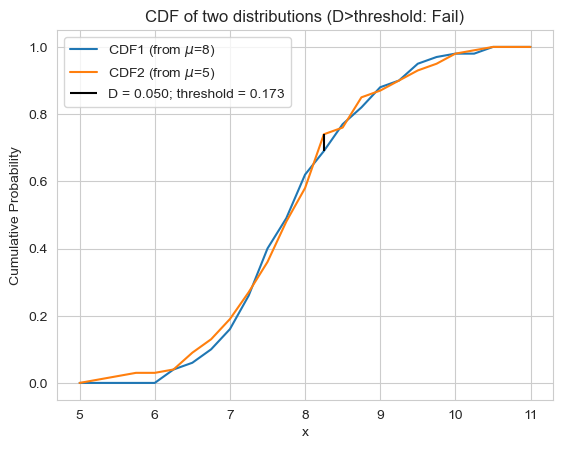 CDF of two distributions (D>threshold: Fail)
CDF1 (from μ=8)
CDF2 (from μ=5)
D = 0.050; threshold = 0.173
Cumulative Probability
1.0
0.8
0.6
0.4
0.2
0.0
5 6 7 8 9 10 11
x